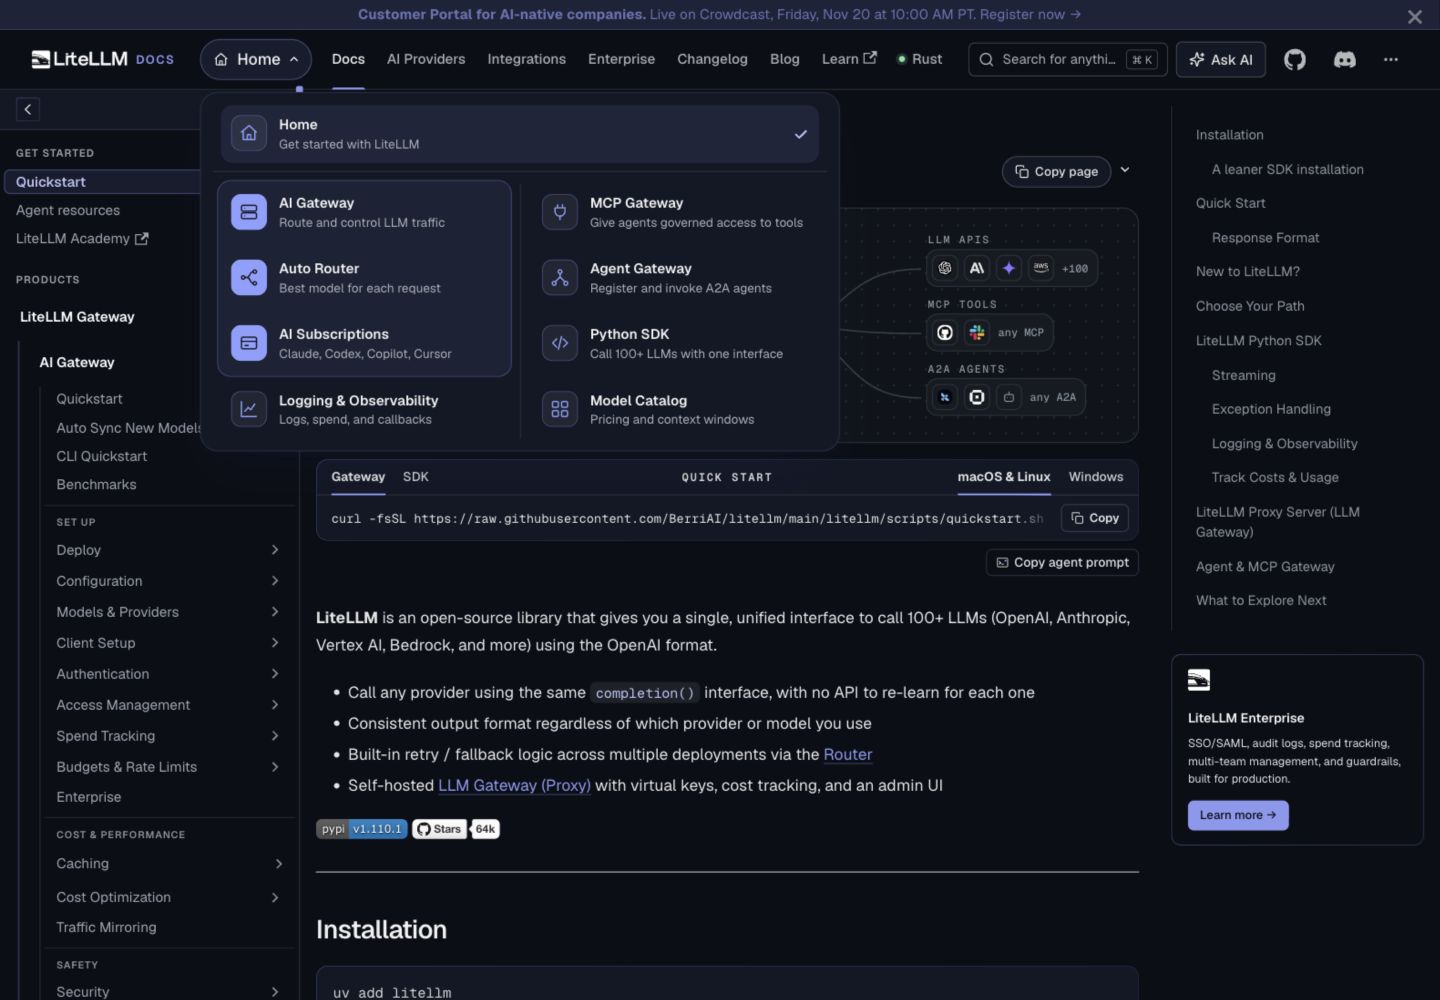 Customer Portal for AI-native companies. Live on Crowdcast, Friday, Nov 20 at 10:00 AM PT. Register now →
LiteLLM DOCS
Home
Docs
AI Providers
Integrations
Enterprise
Changelog
Blog
Learn
Rust
Search for anythi...
⌘ K
Ask AI
GET STARTED
Quickstart
Agent resources
LiteLLM Academy
PRODUCTS
LiteLLM Gateway
AI Gateway
Quickstart
Auto Sync New Models
CLI Quickstart
Benchmarks
SET UP
Deploy
Configuration
Models & Providers
Client Setup
Authentication
Access Management
Spend Tracking
Budgets & Rate Limits
Enterprise
COST & PERFORMANCE
Caching
Cost Optimization
Traffic Mirroring
SAFETY
Security
Home
Get started with LiteLLM
AI Gateway
Route and control LLM traffic
Auto Router
Best model for each request
AI Subscriptions
Claude, Codex, Copilot, Cursor
Logging & Observability
Logs, spend, and callbacks
MCP Gateway
Give agents governed access to tools
Agent Gateway
Register and invoke A2A agents
Python SDK
Call 100+ LLMs with one interface
Model Catalog
Pricing and context windows
Copy page
LLM APIS
aws
+100
MCP TOOLS
any MCP
A2A AGENTS
any A2A
Gateway
SDK
QUICK START
macOS & Linux
Windows
curl -fsSL https://raw.githubusercontent.com/BerriAI/litellm/main/litellm/scripts/quickstart.sh
Copy
Copy agent prompt
LiteLLM is an open-source library that gives you a single, unified interface to call 100+ LLMs (OpenAI, Anthropic,
Vertex AI, Bedrock, and more) using the OpenAI format.
• Call any provider using the same completion() interface, with no API to re-learn for each one
• Consistent output format regardless of which provider or model you use
• Built-in retry / fallback logic across multiple deployments via the Router
• Self-hosted LLM Gateway (Proxy) with virtual keys, cost tracking, and an admin UI
pypi v1.110.1
Stars 64k
Installation
uv add litellm
Installation
A leaner SDK installation
Quick Start
Response Format
New to LiteLLM?
Choose Your Path
LiteLLM Python SDK
Streaming
Exception Handling
Logging & Observability
Track Costs & Usage
LiteLLM Proxy Server (LLM
Gateway)
Agent & MCP Gateway
What to Explore Next
LiteLLM Enterprise
SSO/SAML, audit logs, spend tracking,
multi-team management, and guardrails,
built for production.
Learn more →